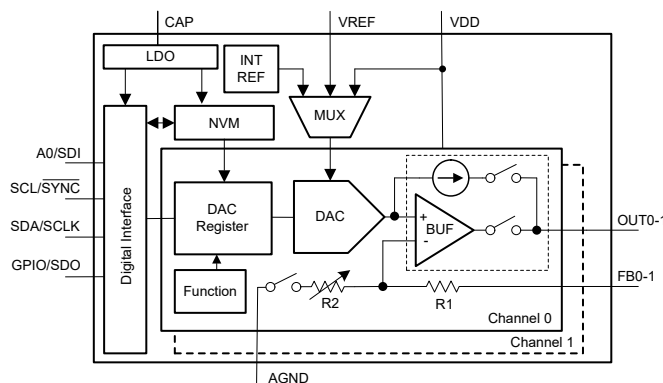 CAP
VREF
VDD
LDO
INT
REF
MUX
NVM
A0/SDI
SCL/SYNC
SDA/SCLK
GPIO/SDO
Digital Interface
DAC
Register
DAC
+
BUF
-
OUT0-1
FB0-1
Function
R2
R1
Channel 0
Channel 1
AGND